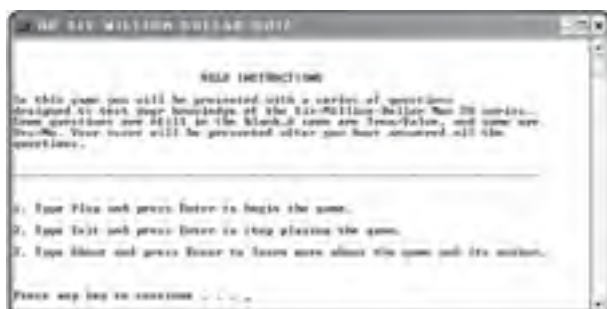 THE SIX MILLION DOLLAR QUIZ
HELP INSTRUCTIONS
In this game you will be presented with a series of questions
designed to test your knowledge of the Six-Million-Dollar Man TV series.
Some questions are fill in the blank, some are True/False, and some are
Yes/No. Your score will be presented after you have answered all the
questions.
1. Type Play and press Enter to begin the game.
2. Type Exit and press Enter to stop playing the game.
3. Type About and press Enter to learn more about the game and its author.
Press any key to continue . . . _